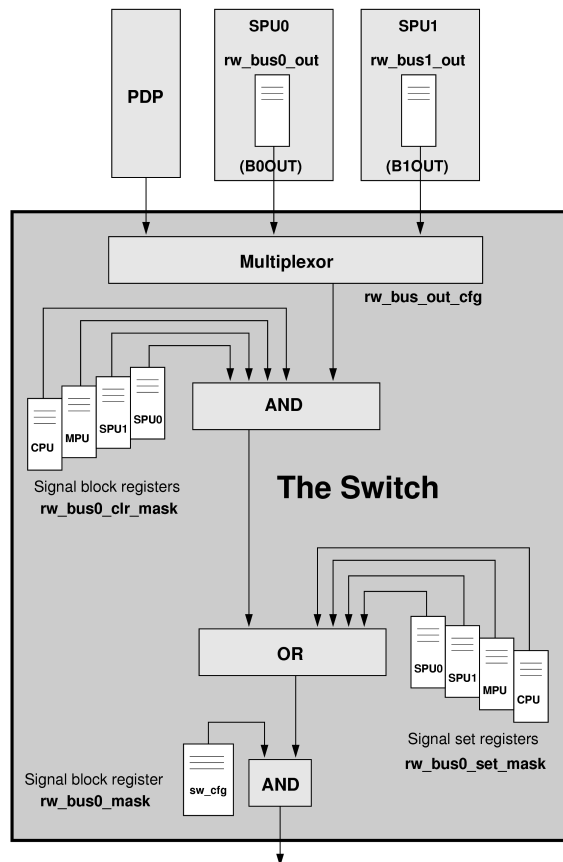 SPU0
SPU1
rw_bus0_out
rw_bus1_out
PDP
(B0OUT)
(B1OUT)
Multiplexor
rw_bus_out_cfg
AND
CPU
MPU
SPU1
SPU0
Signal block registers
rw_bus0_clr_mask
The Switch
OR
SPU0
SPU1
MPU
CPU
Signal set registers
rw_bus0_set_mask
Signal block register
rw_bus0_mask
sw_cfg
AND